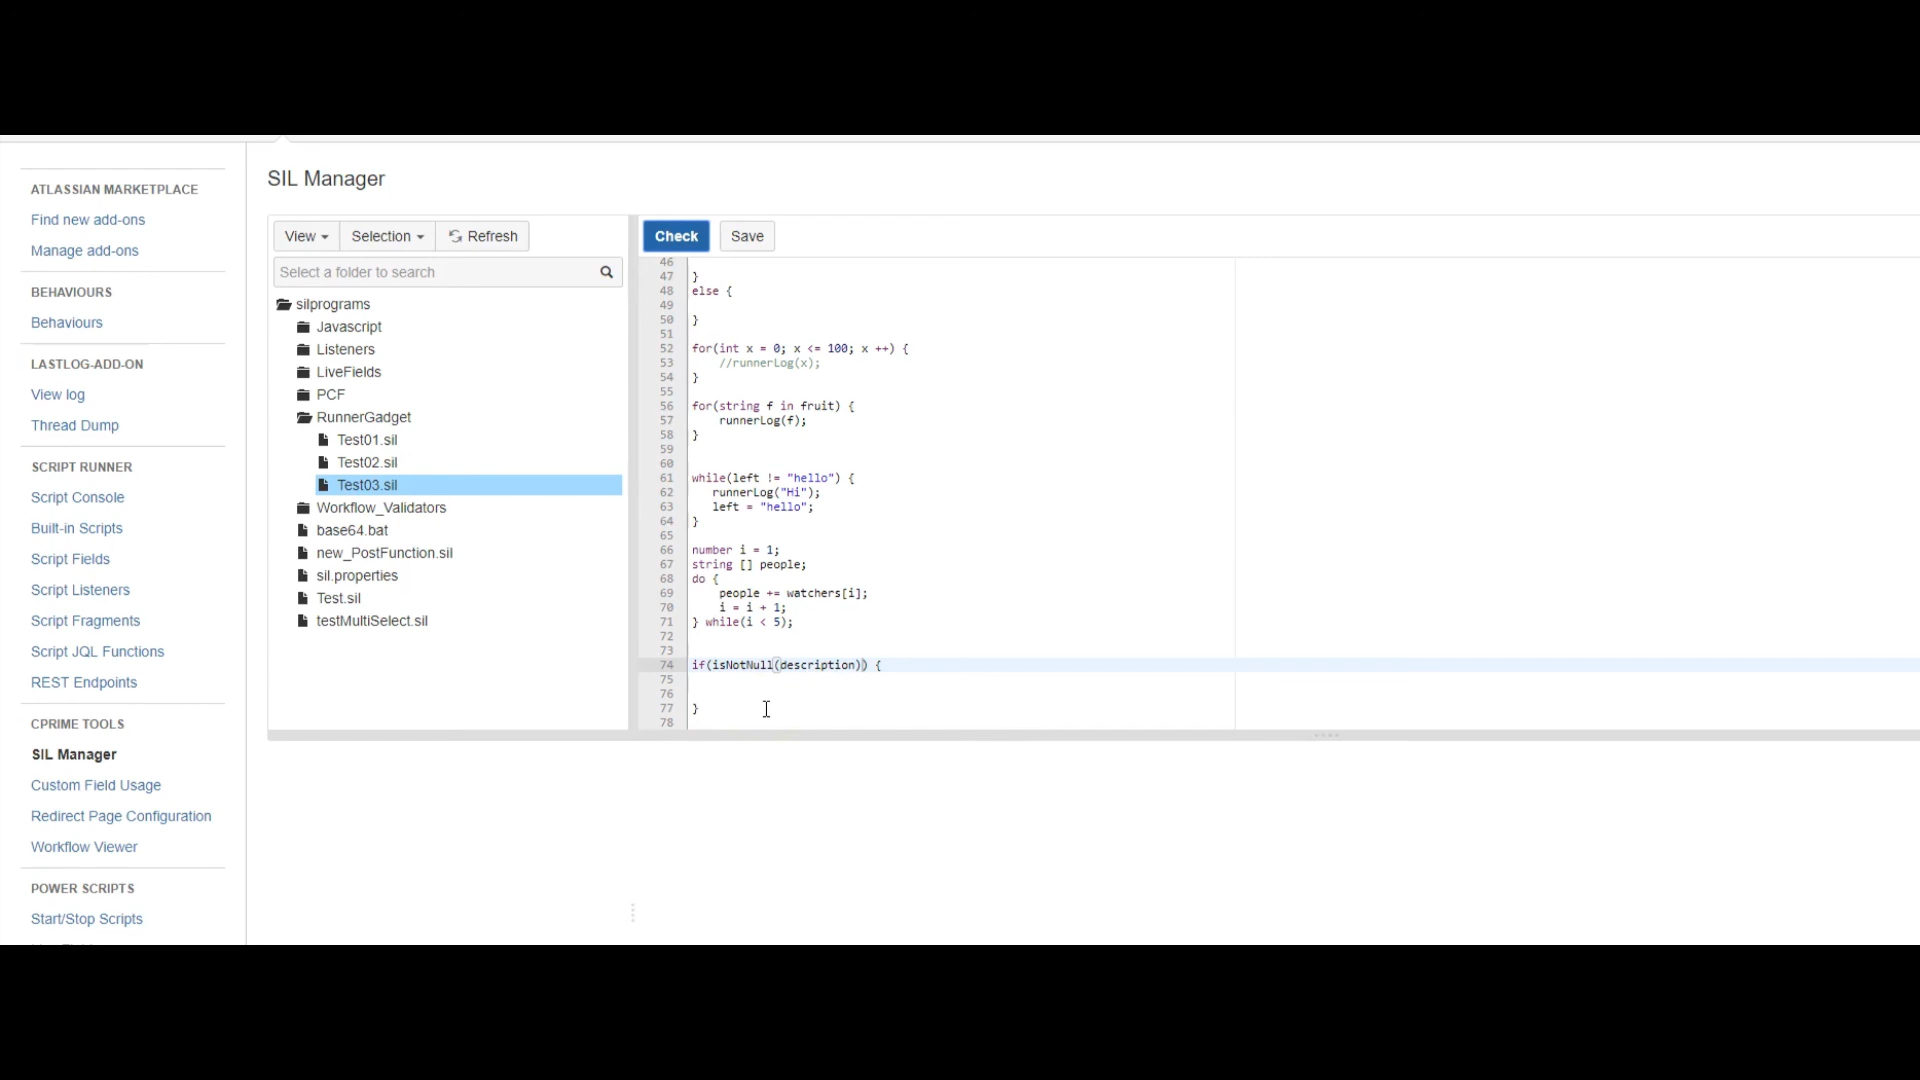 ATLASSIAN MARKETPLACE
Find new add-ons
Manage add-ons
BEHAVIOURS
Behaviours
LASTLOG-ADD-ON
View log
Thread Dump
SCRIPT RUNNER
Script Console
Built-in Scripts
Script Fields
Script Listeners
Script Fragments
Script JQL Functions
REST Endpoints
CPRIME TOOLS
SIL Manager
Custom Field Usage
Redirect Page Configuration
Workflow Viewer
POWER SCRIPTS
Start/Stop Scripts
SIL Manager
View Selection Refresh
Select a folder to search
silprograms
Javascript
Listeners
LiveFields
PCF
RunnerGadget
Test01.sil
Test02.sil
Test03.sil
Workflow_Validators
base64.bat
new_PostFunction.sil
sil.properties
Test.sil
testMultiSelect.sil
Check Save
46
47 }
48 else {
49
50 }
51
52 for(int x = 0; x <= 100; x ++) {
53 //runnerLog(x);
54 }
55
56 for(string f in fruit) {
57 runnerLog(f);
58 }
59
60
61 while(left != "hello") {
62 runnerLog("Hi");
63 left = "hello";
64 }
65
66 number i = 1;
67 string [] people;
68 do {
69 people += watchers[i];
70 i = i + 1;
71 } while(i < 5);
72
73
74 if(isNotNull(description)) {
75
76
77 }
78